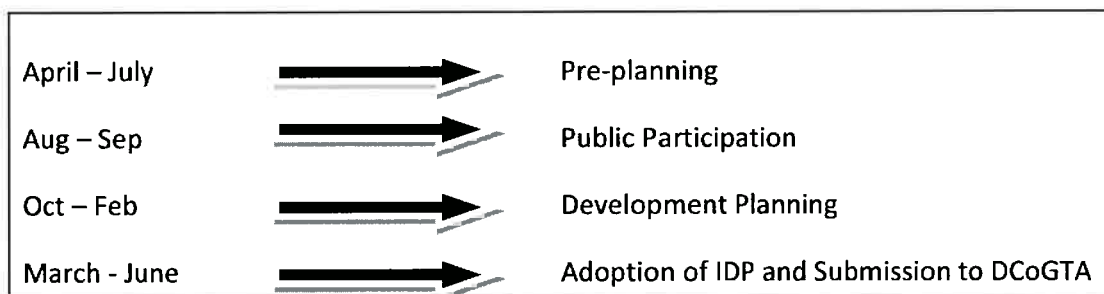 April – July Pre-planning
Aug – Sep Public Participation
Oct – Feb Development Planning
March - June Adoption of IDP and Submission to DCoGTA